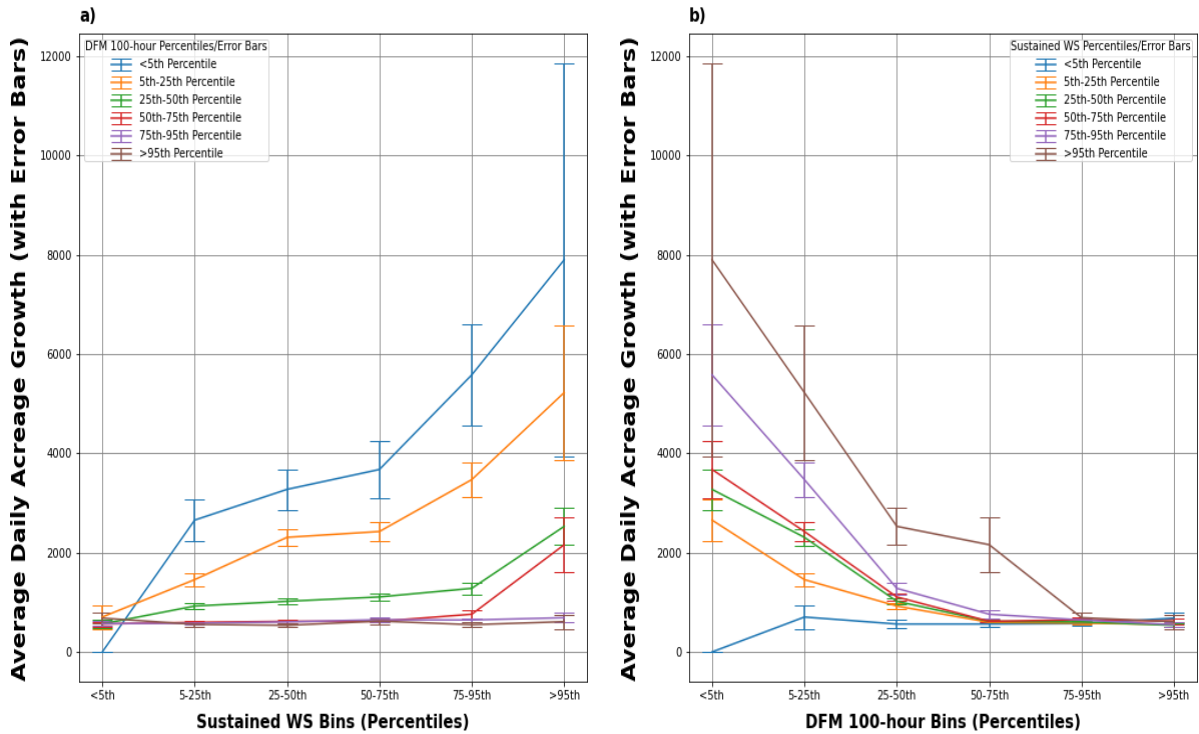 a)
Average Daily Acreage Growth (with Error Bars)
12000
10000
8000
6000
4000
2000
0
DFM 100-hour Percentiles/Error Bars
<5th Percentile
5th-25th Percentile
25th-50th Percentile
50th-75th Percentile
75th-95th Percentile
>95th Percentile
<5th
5-25th
25-50th
50-75th
75-95th
>95th
Sustained WS Bins (Percentiles)
b)
Average Daily Acreage Growth (with Error Bars)
12000
10000
8000
6000
4000
2000
0
Sustained WS Percentiles/Error Bars
<5th Percentile
5th-25th Percentile
25th-50th Percentile
50th-75th Percentile
75th-95th Percentile
>95th Percentile
<5th
5-25th
25-50th
50-75th
75-95th
>95th
DFM 100-hour Bins (Percentiles)